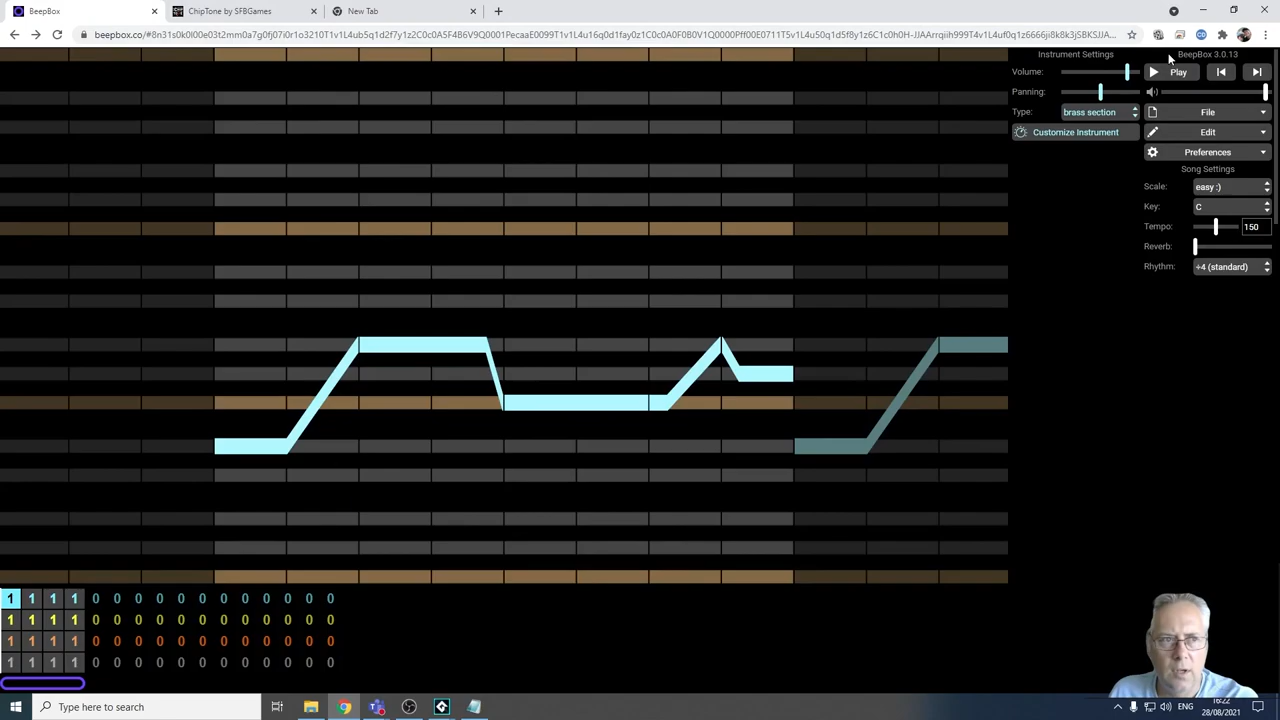 BeepBox
ChipTone by SFBGames
New Tab
Instrument Settings
BeepBox 3.0.13
Volume:
Play
Panning:
Type:
brass section
File
Customize Instrument
Edit
Preferences
Song Settings
Scale:
easy :)
Key:
C
Tempo:
150
Reverb:
Rhythm:
÷4 (standard)
1 1 1 1 0 0 0 0 0 0 0 0 0 0 0 0
1 1 1 1 0 0 0 0 0 0 0 0 0 0 0 0
1 1 1 1 0 0 0 0 0 0 0 0 0 0 0 0
1 1 1 1 0 0 0 0 0 0 0 0 0 0 0 0
Type here to search
ENG
16:22
28/08/2021